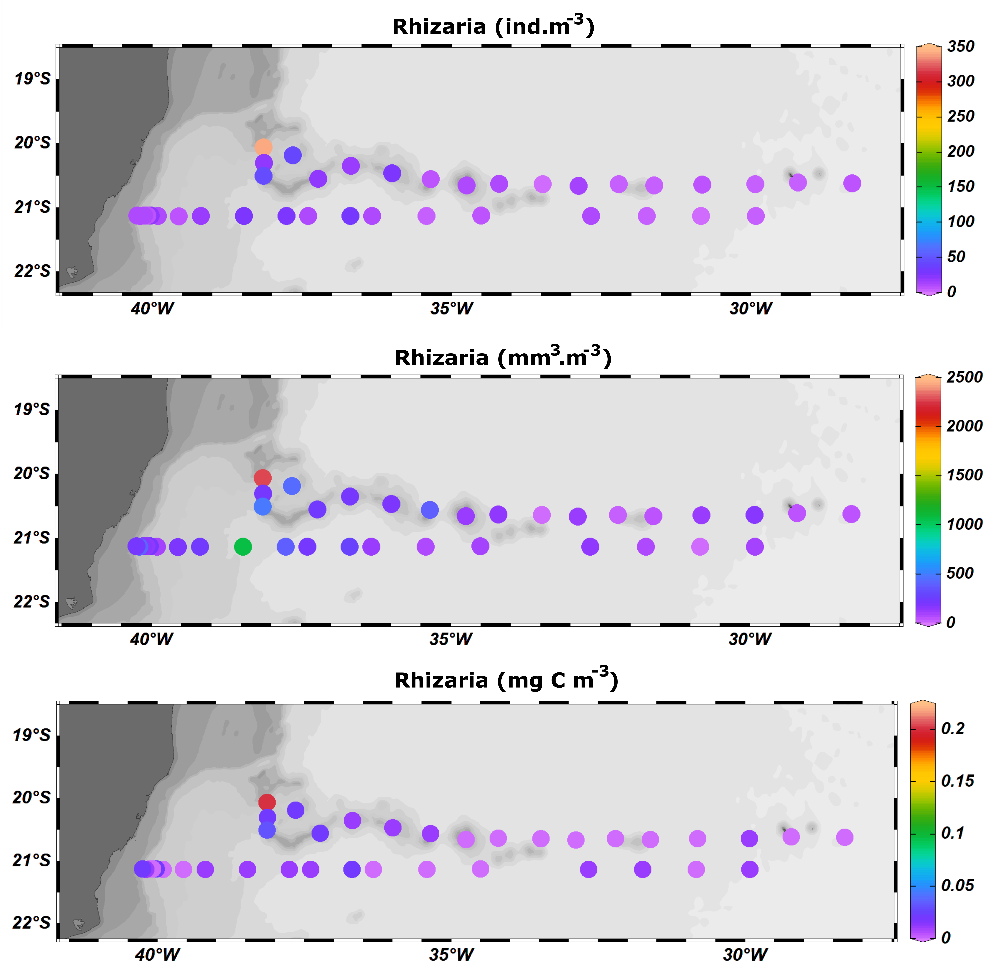 Rhizaria (ind.m-3)
19°S
20°S
21°S
22°S
40°W
35°W
30°W
350
300
250
200
150
100
50
0
Rhizaria (mm3.m-3)
19°S
20°S
21°S
22°S
40°W
35°W
30°W
2500
2000
1500
1000
500
0
Rhizaria (mg C m-3)
19°S
20°S
21°S
22°S
40°W
35°W
30°W
0.2
0.15
0.1
0.05
0